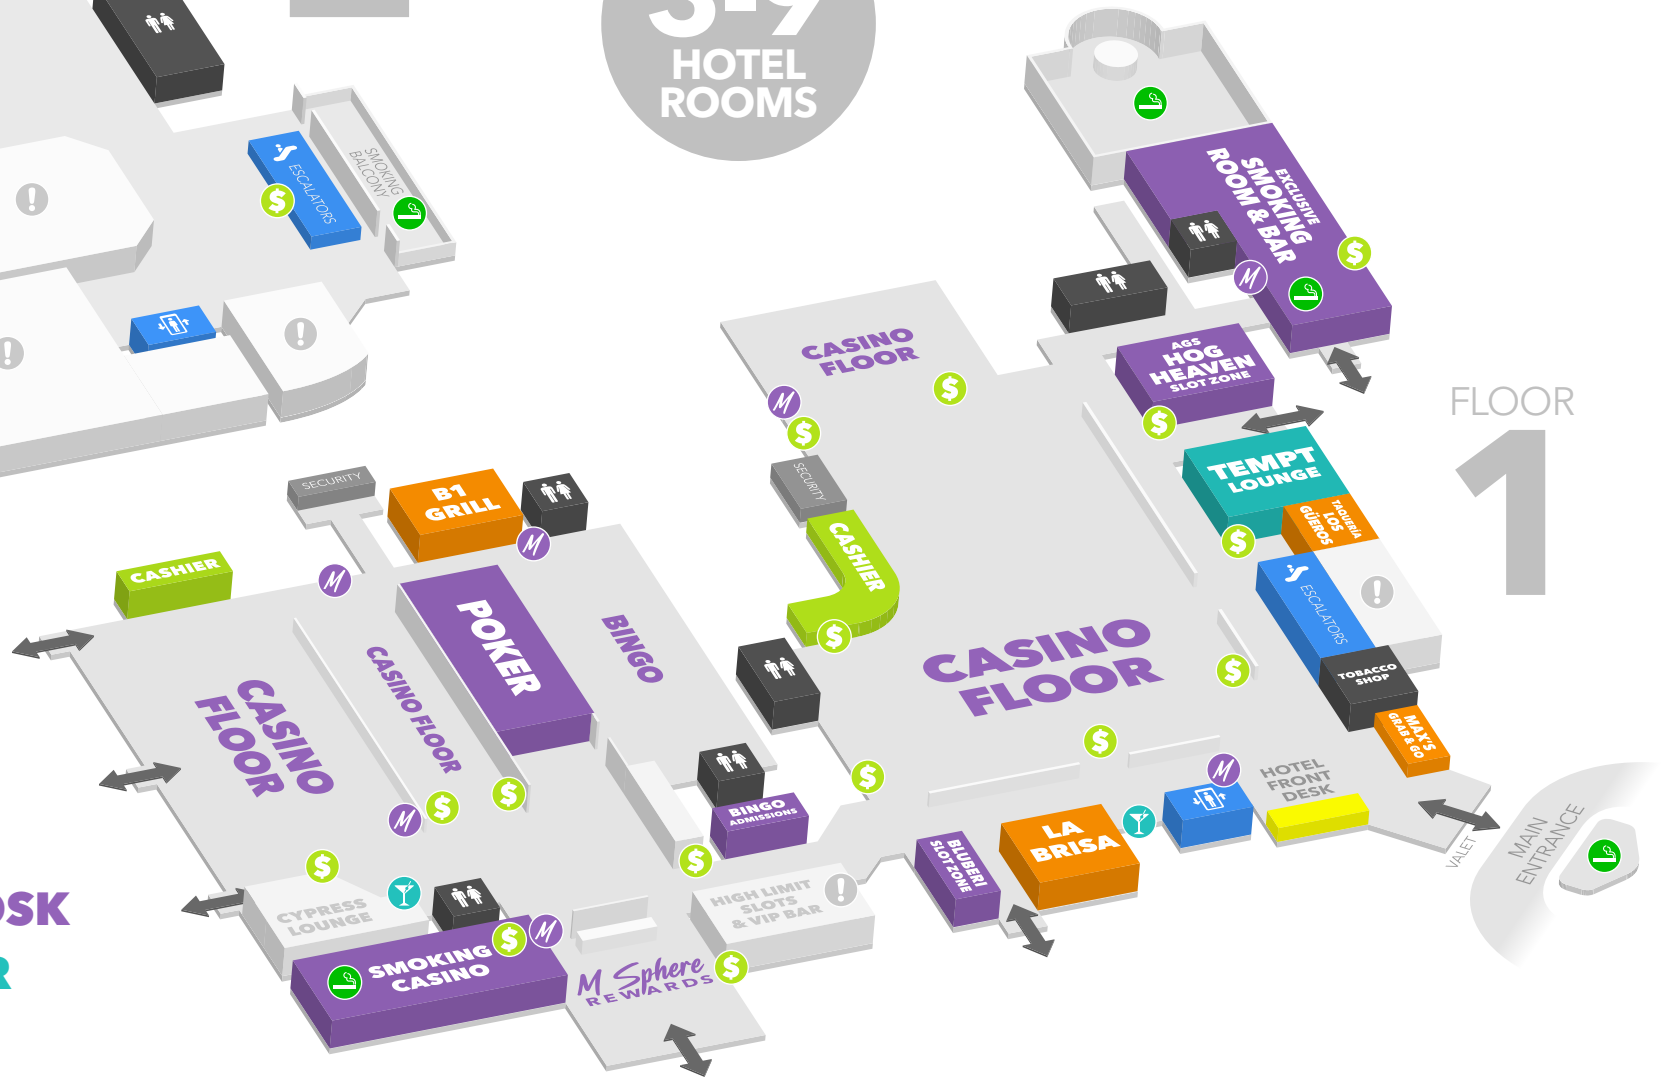 3-9
HOTEL
ROOMS
ESCALATORS
SMOKING
BALCONY
EXCLUSIVE
SMOKING
ROOM & BAR
CASINO
FLOOR
AGS
HOG
HEAVEN
SLOT ZONE
FLOOR
1
TEMPT
LOUNGE
TAQUERÍA
LOS
GÜEROS
SECURITY
B1
GRILL
SECURITY
CASHIER
CASHIER
POKER
BINGO
ESCALATORS
CASINO
FLOOR
TOBACCO
SHOP
MAX'S
GRAB & GO
CASINO
FLOOR
CASINO FLOOR
HOTEL
FRONT
DESK
BINGO
ADMISSIONS
LA
BRISA
BLUBERI
SLOT ZONE
VALET
MAIN
ENTRANCE
CYPRESS
LOUNGE
HIGH LIMIT
SLOTS
& VIP BAR
SMOKING
CASINO
M Sphere
REWARDS
OSK
R